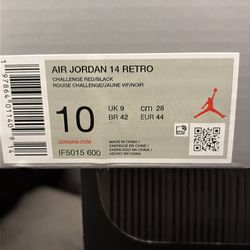 AIR JORDAN 14 RETRO
CHALLENGE RED/BLACK
ROUGE CHALLENGE/JAUNE VIF/NOIR
10
UK 9
cm 28
BR 42
EUR 44
JORDAN.COM
IF5015 600
MADE IN CHINA
FABRIQUÉ EN CHINE
FABRICADO NA CHINA
HECHO EN CHINA